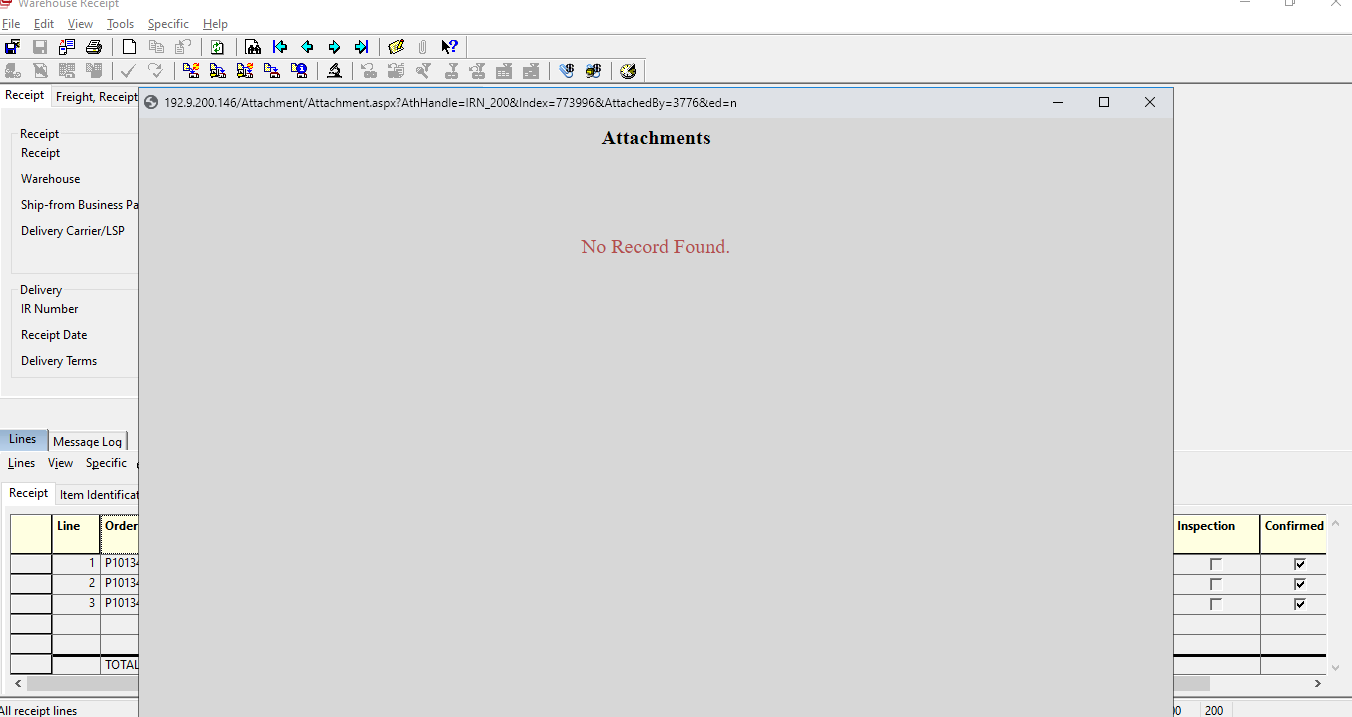 Warehouse Receipt
File Edit View Tools Specific Help
Receipt Freight, Receipt
192.9.200.146/Attachment/Attachment.aspx?AthHandle=IRN_200&Index=773996&AttachedBy=3776&ed=n
Attachments
No Record Found.
Receipt
Receipt
Warehouse
Ship-from Business Pa
Delivery Carrier/LSP
Delivery
IR Number
Receipt Date
Delivery Terms
Lines Message Log
Lines View Specific
Receipt Item Identificat
Line Order Inspection Confirmed
1 P10134
2 P10134
3 P10134
TOTAL
All receipt lines 200